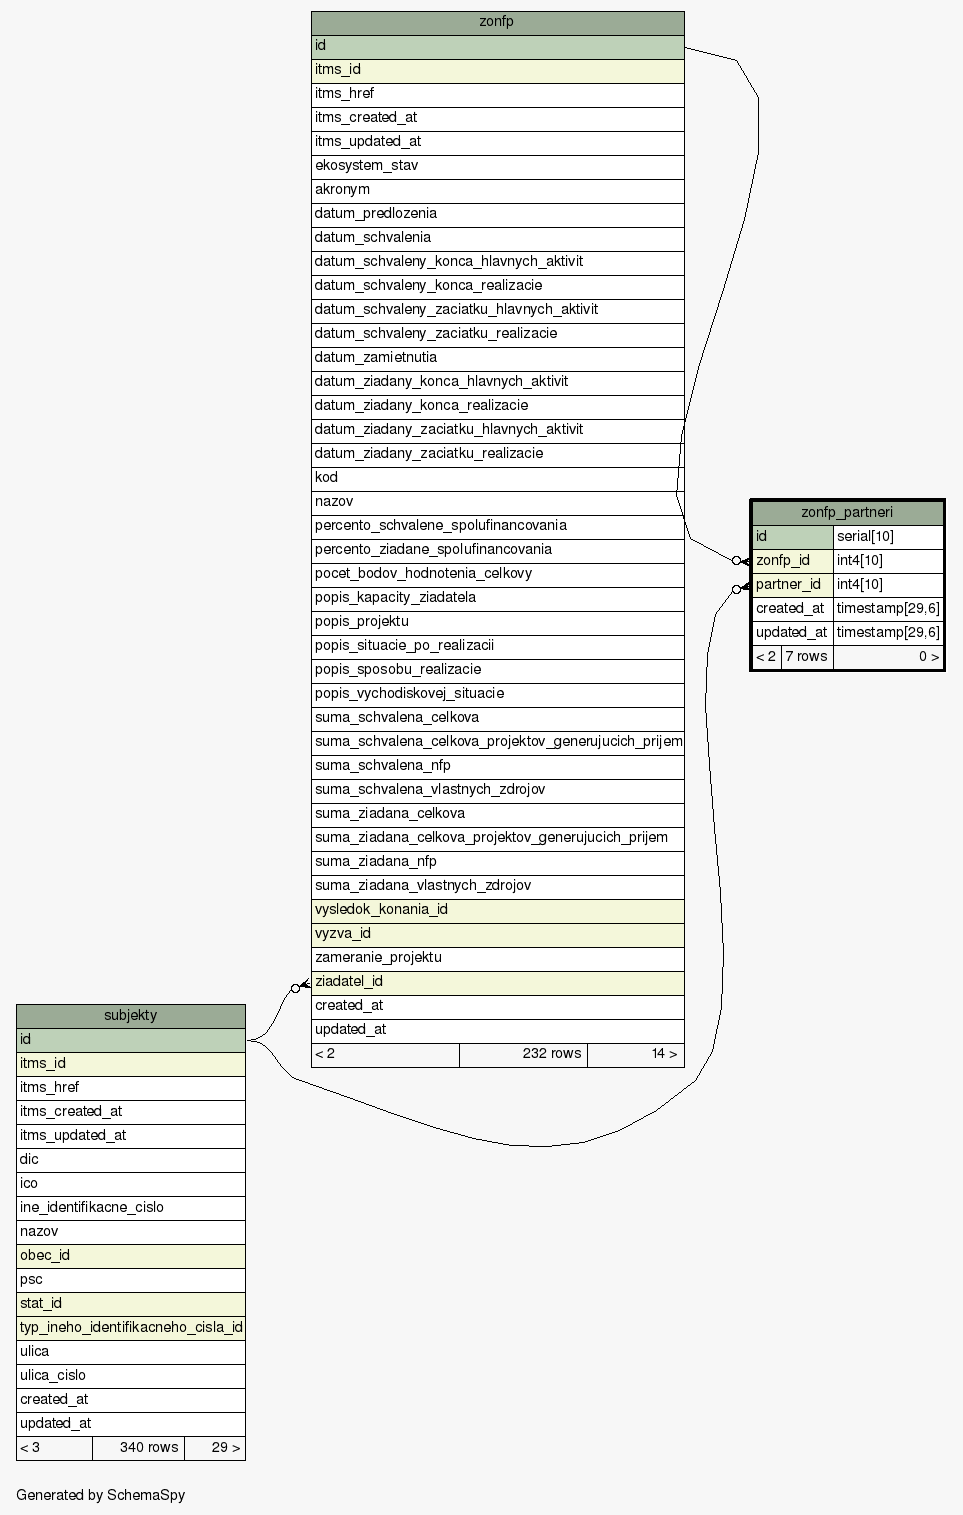 zonfp
id
itms_id
itms_href
itms_created_at
itms_updated_at
ekosystem_stav
akronym
datum_predlozenia
datum_schvalenia
datum_schvaleny_konca_hlavnych_aktivit
datum_schvaleny_konca_realizacie
datum_schvaleny_zaciatku_hlavnych_aktivit
datum_schvaleny_zaciatku_realizacie
datum_zamietnutia
datum_ziadany_konca_hlavnych_aktivit
datum_ziadany_konca_realizacie
datum_ziadany_zaciatku_hlavnych_aktivit
datum_ziadany_zaciatku_realizacie
kod
nazov
percento_schvalene_spolufinancovania
percento_ziadane_spolufinancovania
pocet_bodov_hodnotenia_celkovy
popis_kapacity_ziadatela
popis_projektu
popis_situacie_po_realizacii
popis_sposobu_realizacie
popis_vychodiskovej_situacie
suma_schvalena_celkova
suma_schvalena_celkova_projektov_generujucich_prijem
suma_schvalena_nfp
suma_schvalena_vlastnych_zdrojov
suma_ziadana_celkova
suma_ziadana_celkova_projektov_generujucich_prijem
suma_ziadana_nfp
suma_ziadana_vlastnych_zdrojov
vysledok_konania_id
vyzva_id
zameranie_projektu
ziadatel_id
created_at
updated_at
< 2 232 rows 14 >
zonfp_partneri
id serial[10]
zonfp_id int4[10]
partner_id int4[10]
created_at timestamp[29,6]
updated_at timestamp[29,6]
< 2 7 rows 0 >
subjekty
id
itms_id
itms_href
itms_created_at
itms_updated_at
dic
ico
ine_identifikacne_cislo
nazov
obec_id
psc
stat_id
typ_ineho_identifikacneho_cisla_id
ulica
ulica_cislo
created_at
updated_at
< 3 340 rows 29 >
Generated by SchemaSpy